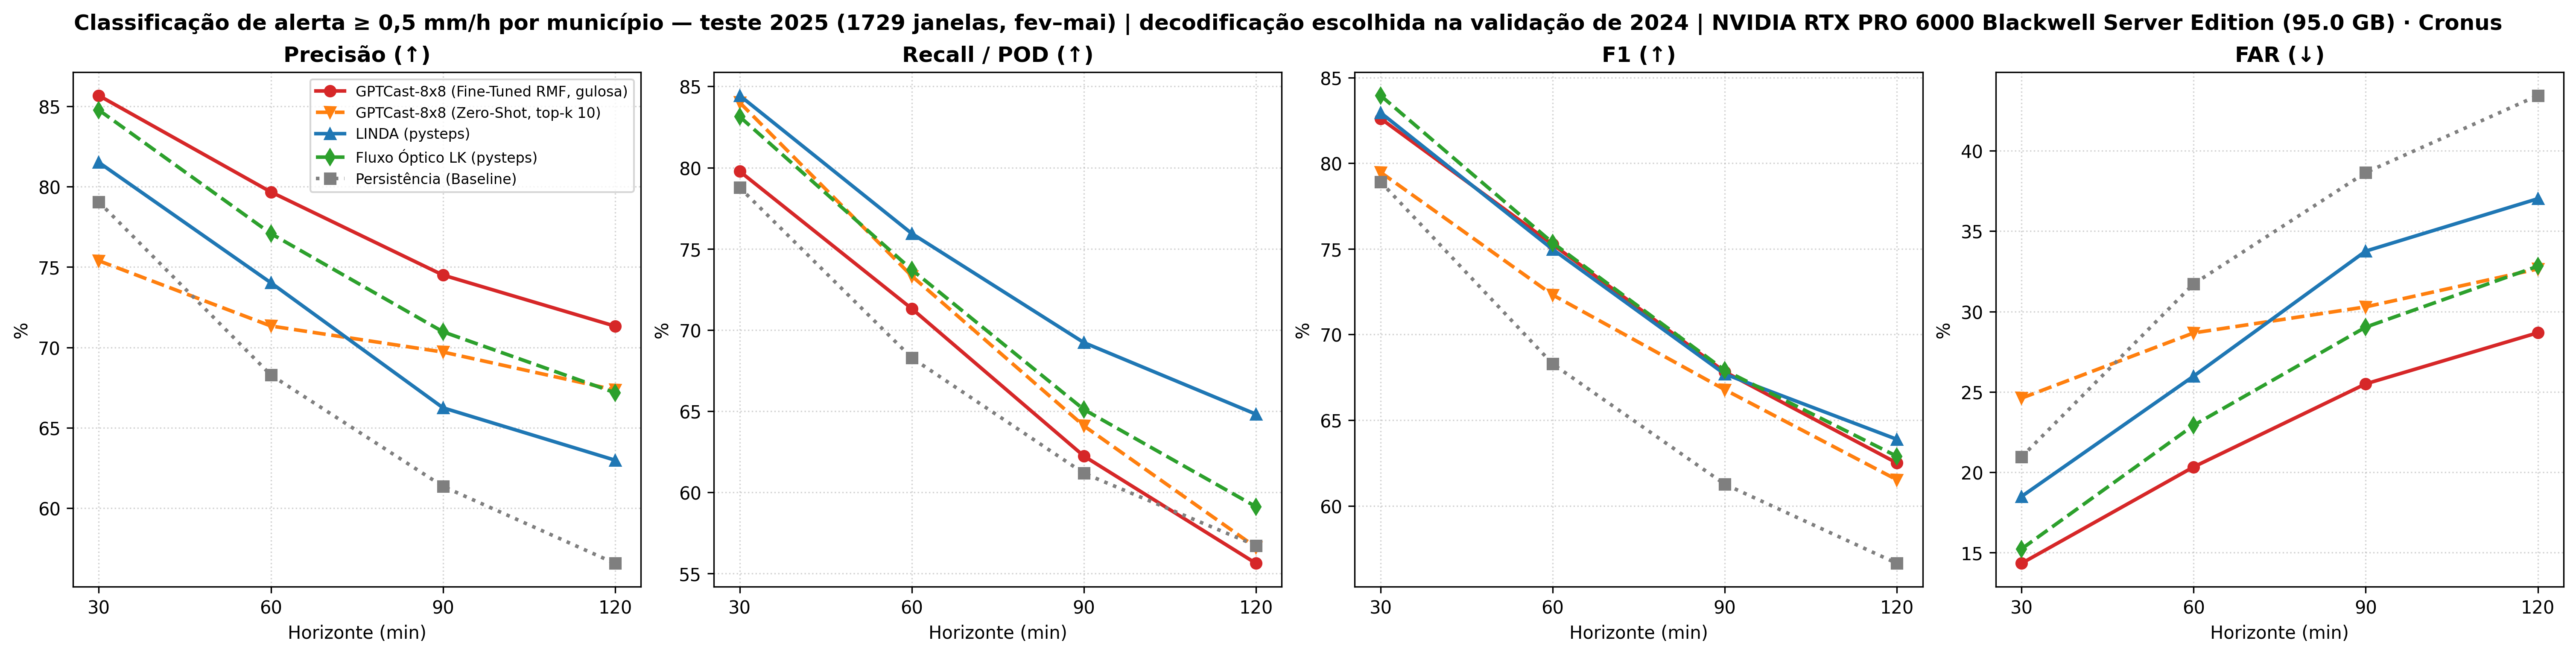 Classificação de alerta ≥ 0,5 mm/h por município — teste 2025 (1729 janelas, fev–mai) | decodificação escolhida na validação de 2024 | NVIDIA RTX PRO 6000 Blackwell Server Edition (95.0 GB) · Cronus
Precisão (↑)
GPTCast-8x8 (Fine-Tuned RMF, gulosa)
GPTCast-8x8 (Zero-Shot, top-k 10)
LINDA (pysteps)
Fluxo Óptico LK (pysteps)
Persistência (Baseline)
%
85
80
75
70
65
60
30 60 90 120
Horizonte (min)
Recall / POD (↑)
%
85
80
75
70
65
60
55
30 60 90 120
Horizonte (min)
F1 (↑)
%
85
80
75
70
65
60
30 60 90 120
Horizonte (min)
FAR (↓)
%
40
35
30
25
20
15
30 60 90 120
Horizonte (min)